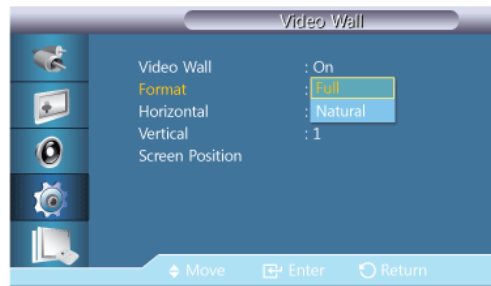 Video Wall
Video Wall : On
Format : Full
Horizontal : Natural
Vertical : 1
Screen Position
Move Enter Return